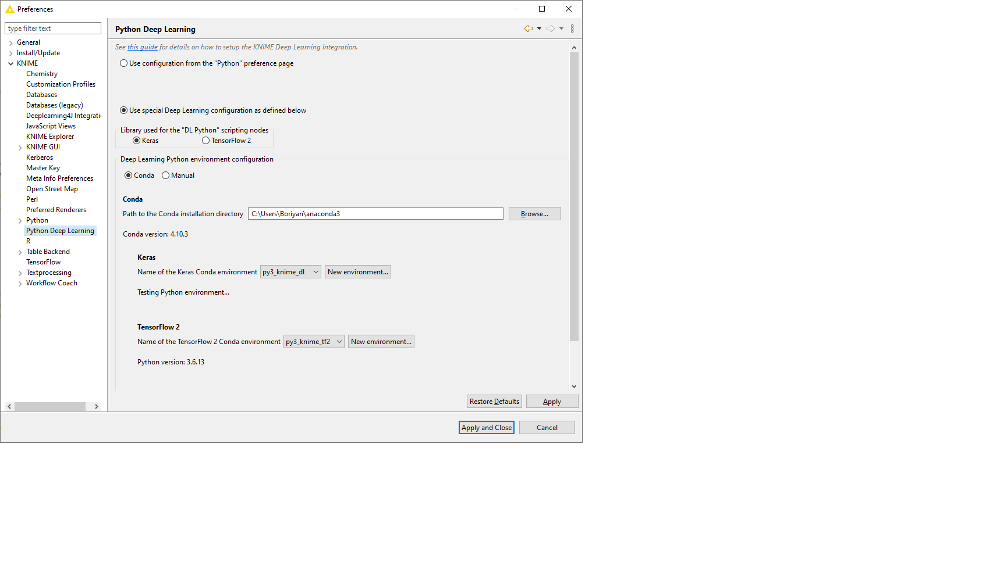 Preferences
type filter text
General
Install/Update
KNIME
Chemistry
Customization Profiles
Databases
Databases (legacy)
Deeplearning4J Integratio
JavaScript Views
KNIME Explorer
KNIME GUI
Kerberos
Master Key
Meta Info Preferences
Open Street Map
Perl
Preferred Renderers
Python
Python Deep Learning
R
Table Backend
TensorFlow
Textprocessing
Workflow Coach
Python Deep Learning
See this guide for details on how to setup the KNIME Deep Learning Integration.
Use configuration from the "Python" preference page
Use special Deep Learning configuration as defined below
Library used for the "DL Python" scripting nodes
Keras TensorFlow 2
Deep Learning Python environment configuration
Conda Manual
Conda
Path to the Conda installation directory C:\Users\Boriyan\anaconda3 Browse...
Conda version: 4.10.3
Keras
Name of the Keras Conda environment py3_knime_dl New environment...
Testing Python environment...
TensorFlow 2
Name of the TensorFlow 2 Conda environment py3_knime_tf2 New environment...
Python version: 3.6.13
Restore Defaults Apply
Apply and Close Cancel